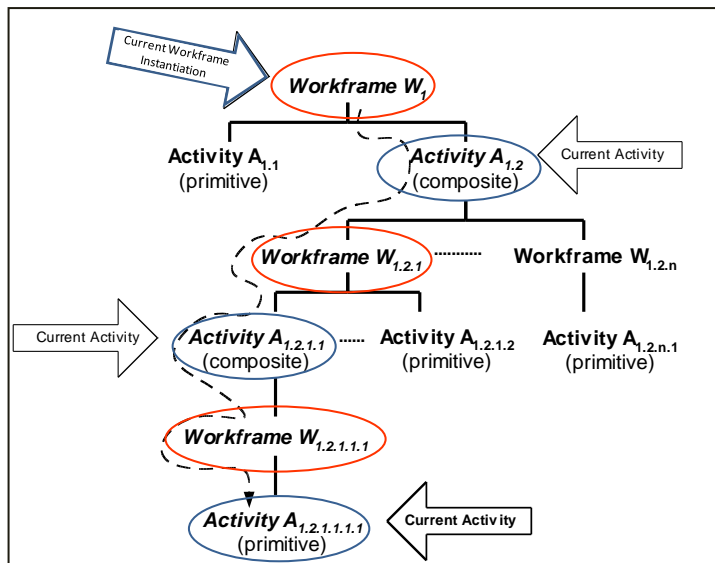 Current Workframe
Instantiation
Workframe W1
Activity A1.1
(primitive)
Activity A1.2
(composite)
Current Activity
Workframe W1.2.1
Workframe W1.2.n
Current Activity
Activity A1.2.1.1
(composite)
Activity A1.2.1.2
(primitive)
Activity A1.2.n.1
(primitive)
Workframe W1.2.1.1.1
Activity A1.2.1.1.1.1
(primitive)
Current Activity